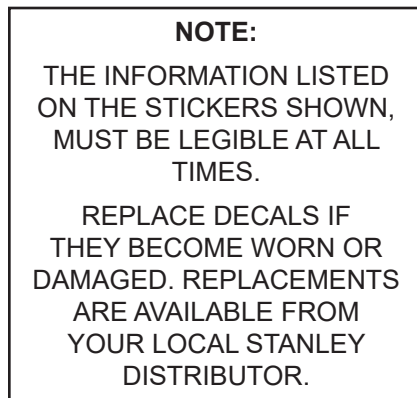 NOTE:
THE INFORMATION LISTED
ON THE STICKERS SHOWN,
MUST BE LEGIBLE AT ALL
TIMES.
REPLACE DECALS IF
THEY BECOME WORN OR
DAMAGED. REPLACEMENTS
ARE AVAILABLE FROM
YOUR LOCAL STANLEY
DISTRIBUTOR.